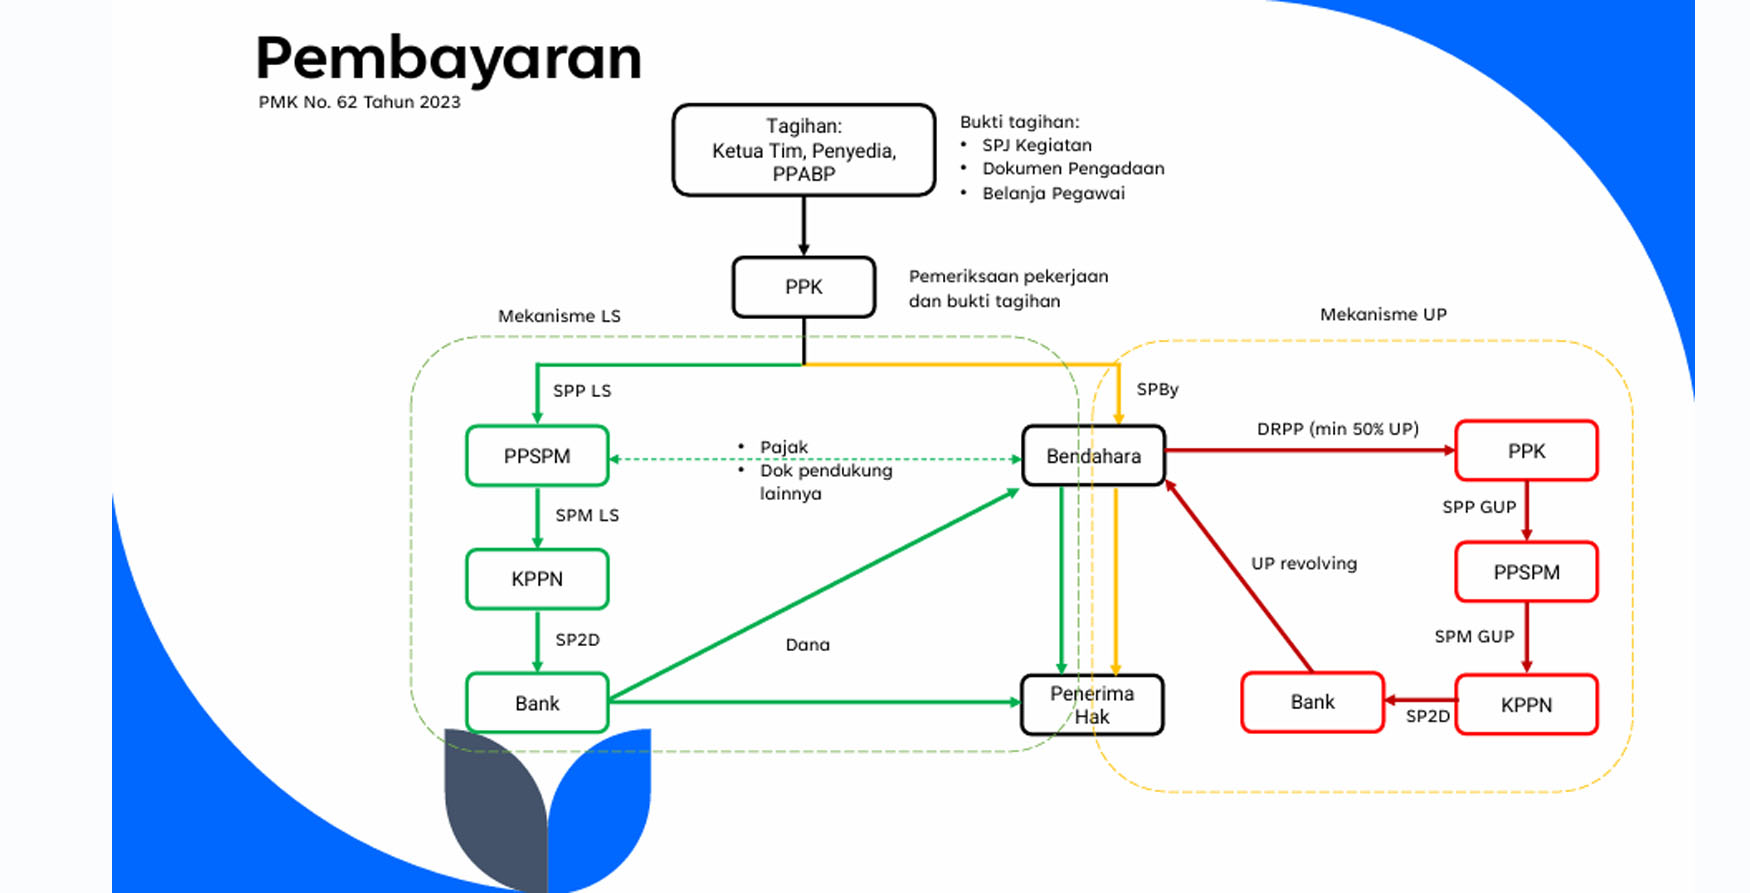 Pembayaran
PMK No. 62 Tahun 2023
Tagihan:
Ketua Tim, Penyedia,
PPABP
Bukti tagihan:
• SPJ Kegiatan
• Dokumen Pengadaan
• Belanja Pegawai
PPK
Pemeriksaan pekerjaan
dan bukti tagihan
Mekanisme LS
Mekanisme UP
SPP LS
SPBy
PPSPM
• Pajak
• Dok pendukung
lainnya
Bendahara
DRPP (min 50% UP)
PPK
SPM LS
SPP GUP
KPPN
UP revolving
PPSPM
SP2D
Dana
SPM GUP
Bank
Penerima
Hak
Bank
SP2D
KPPN